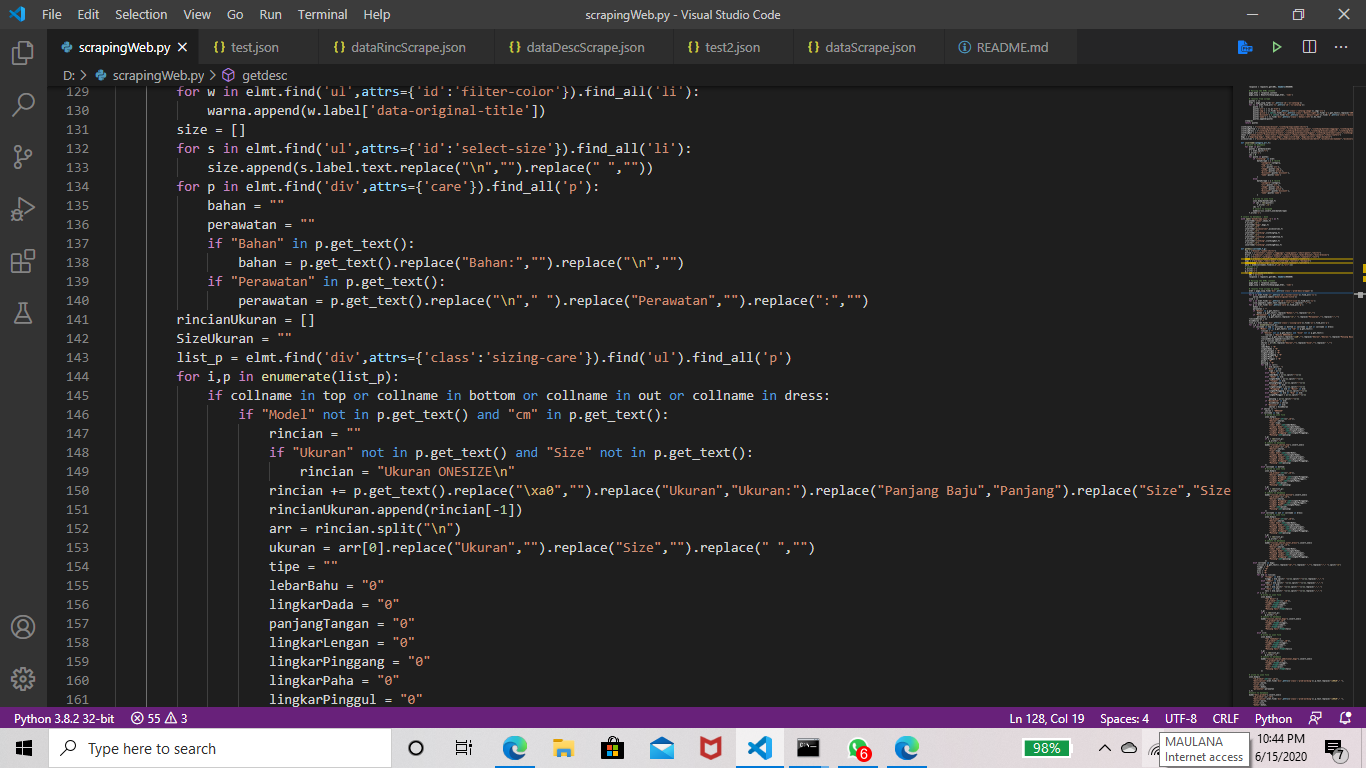 File Edit Selection View Go Run Terminal Help scrapingWeb.py - Visual Studio Code
scrapingWeb.py test.json dataRincScrape.json dataDescScrape.json test2.json dataScrape.json README.md
D: > scrapingWeb.py > getdesc
129 for w in elmt.find('ul',attrs={'id':'filter-color'}).find_all('li'):
130 warna.append(w.label['data-original-title'])
131 size = []
132 for s in elmt.find('ul',attrs={'id':'select-size'}).find_all('li'):
133 size.append(s.label.text.replace("\n","").replace(" ",""))
134 for p in elmt.find('div',attrs={'care'}).find_all('p'):
135 bahan = ""
136 perawatan = ""
137 if "Bahan" in p.get_text():
138 bahan = p.get_text().replace("Bahan:","").replace("\n","")
139 if "Perawatan" in p.get_text():
140 perawatan = p.get_text().replace("\n"," ").replace("Perawatan","").replace(":","")
141 rincianUkuran = []
142 SizeUkuran = ""
143 list_p = elmt.find('div',attrs={'class':'sizing-care'}).find('ul').find_all('p')
144 for i,p in enumerate(list_p):
145 if collname in top or collname in bottom or collname in out or collname in dress:
146 if "Model" not in p.get_text() and "cm" in p.get_text():
147 rincian = ""
148 if "Ukuran" not in p.get_text() and "Size" not in p.get_text():
149 rincian = "Ukuran ONESIZE\n"
150 rincian += p.get_text().replace("\xa0","").replace("Ukuran","Ukuran:").replace("Panjang Baju","Panjang").replace("Size","Size
151 rincianUkuran.append(rincian[-1])
152 arr = rincian.split("\n")
153 ukuran = arr[0].replace("Ukuran","").replace("Size","").replace(" ","")
154 tipe = ""
155 lebarBahu = "0"
156 lingkarDada = "0"
157 panjangTangan = "0"
158 lingkarLengan = "0"
159 lingkarPinggang = "0"
160 lingkarPaha = "0"
161 lingkarPinggul = "0"
Python 3.8.2 32-bit 55 3 Ln 128, Col 19 Spaces: 4 UTF-8 CRLF Python
Type here to search 6 98% MAULANA 10:44 PM
Internet access 6/15/2020 7